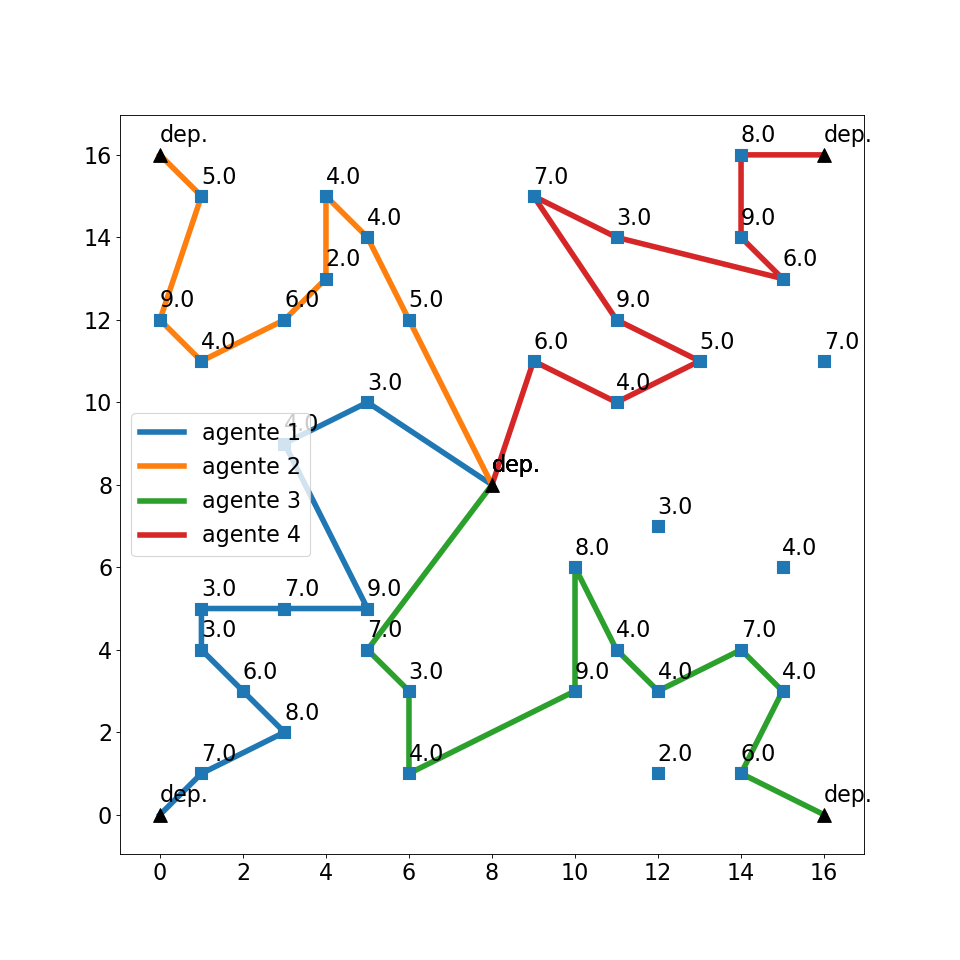 dep. 8.0 dep.
16
5.0 4.0 7.0
4.0 3.0 9.0
14
2.0 6.0
9.0 6.0 5.0 9.0
12
4.0 6.0 5.0 7.0
3.0 4.0
10
4.0
agente 1
agente 2
agente 3
agente 4
dep.
8
3.0
8.0 4.0
6
3.0 7.0 9.0
3.0 7.0 4.0 7.0
4
6.0 3.0 9.0 4.0 4.0
8.0
2
7.0 4.0 2.0 6.0
dep. dep.
0
0 2 4 6 8 10 12 14 16